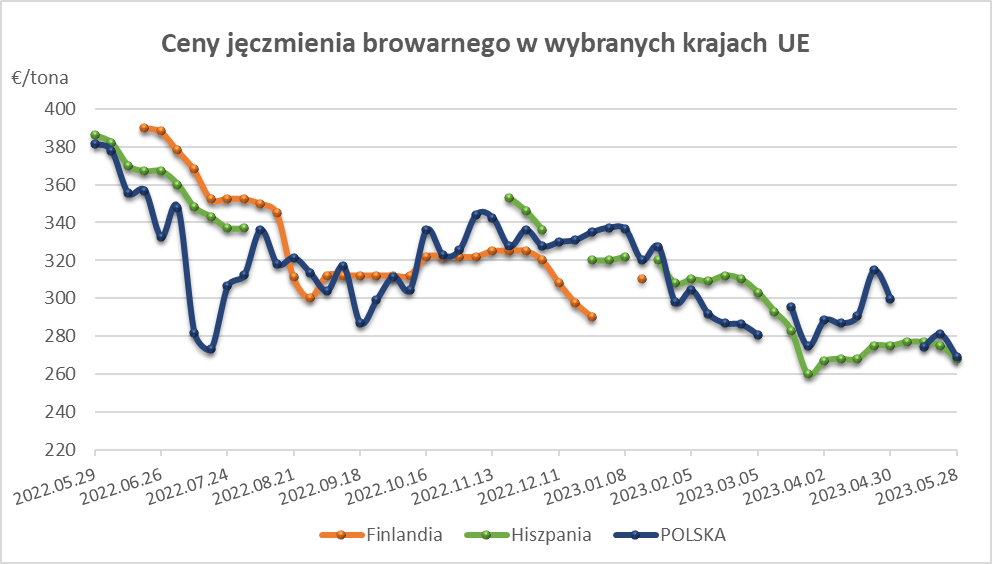 Ceny jęczmienia browarnego w wybranych krajach UE
€/tona
400
380
360
340
320
300
280
260
240
220
2022.05.29 2022.06.26 2022.07.24 2022.08.21 2022.09.18 2022.10.16 2022.11.13 2022.12.11 2023.01.08 2023.02.05 2023.03.05 2023.04.02 2023.04.30 2023.05.28
Finlandia Hiszpania POLSKA